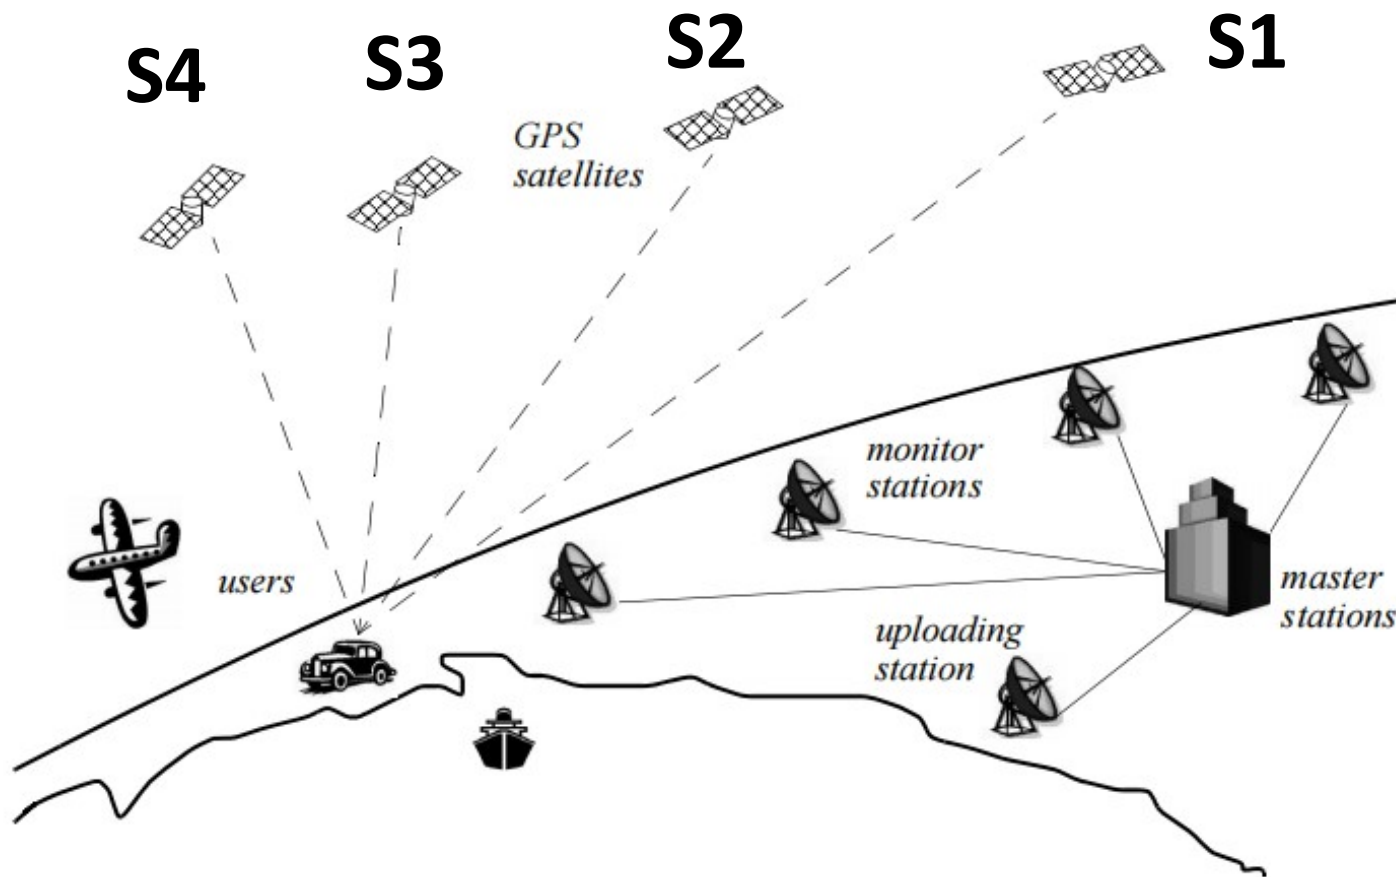 S4
S3
S2
S1
GPS
satellites
monitor
stations
users
master
stations
uploading
station